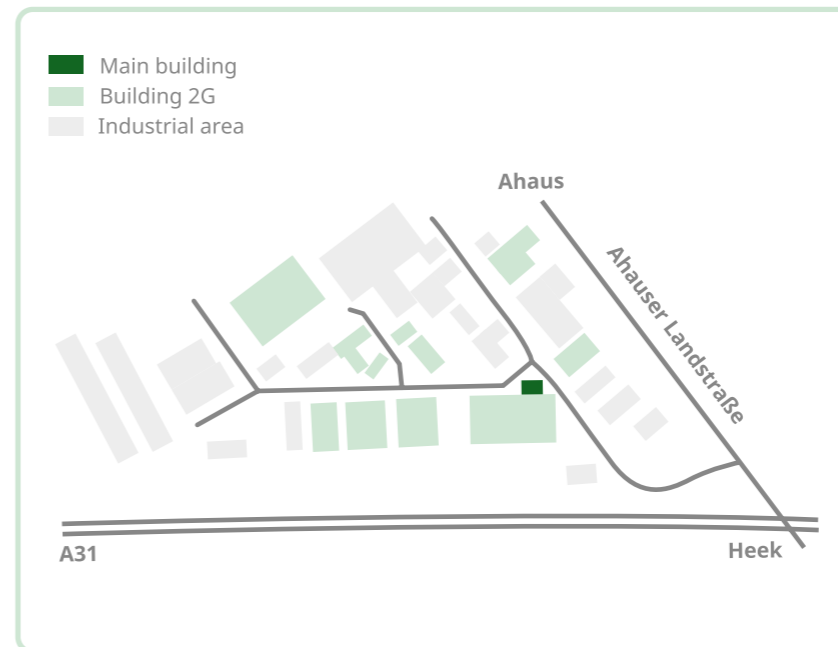 Main building
Building 2G
Industrial area
Ahaus
Ahauser Landstraße
A31
Heek